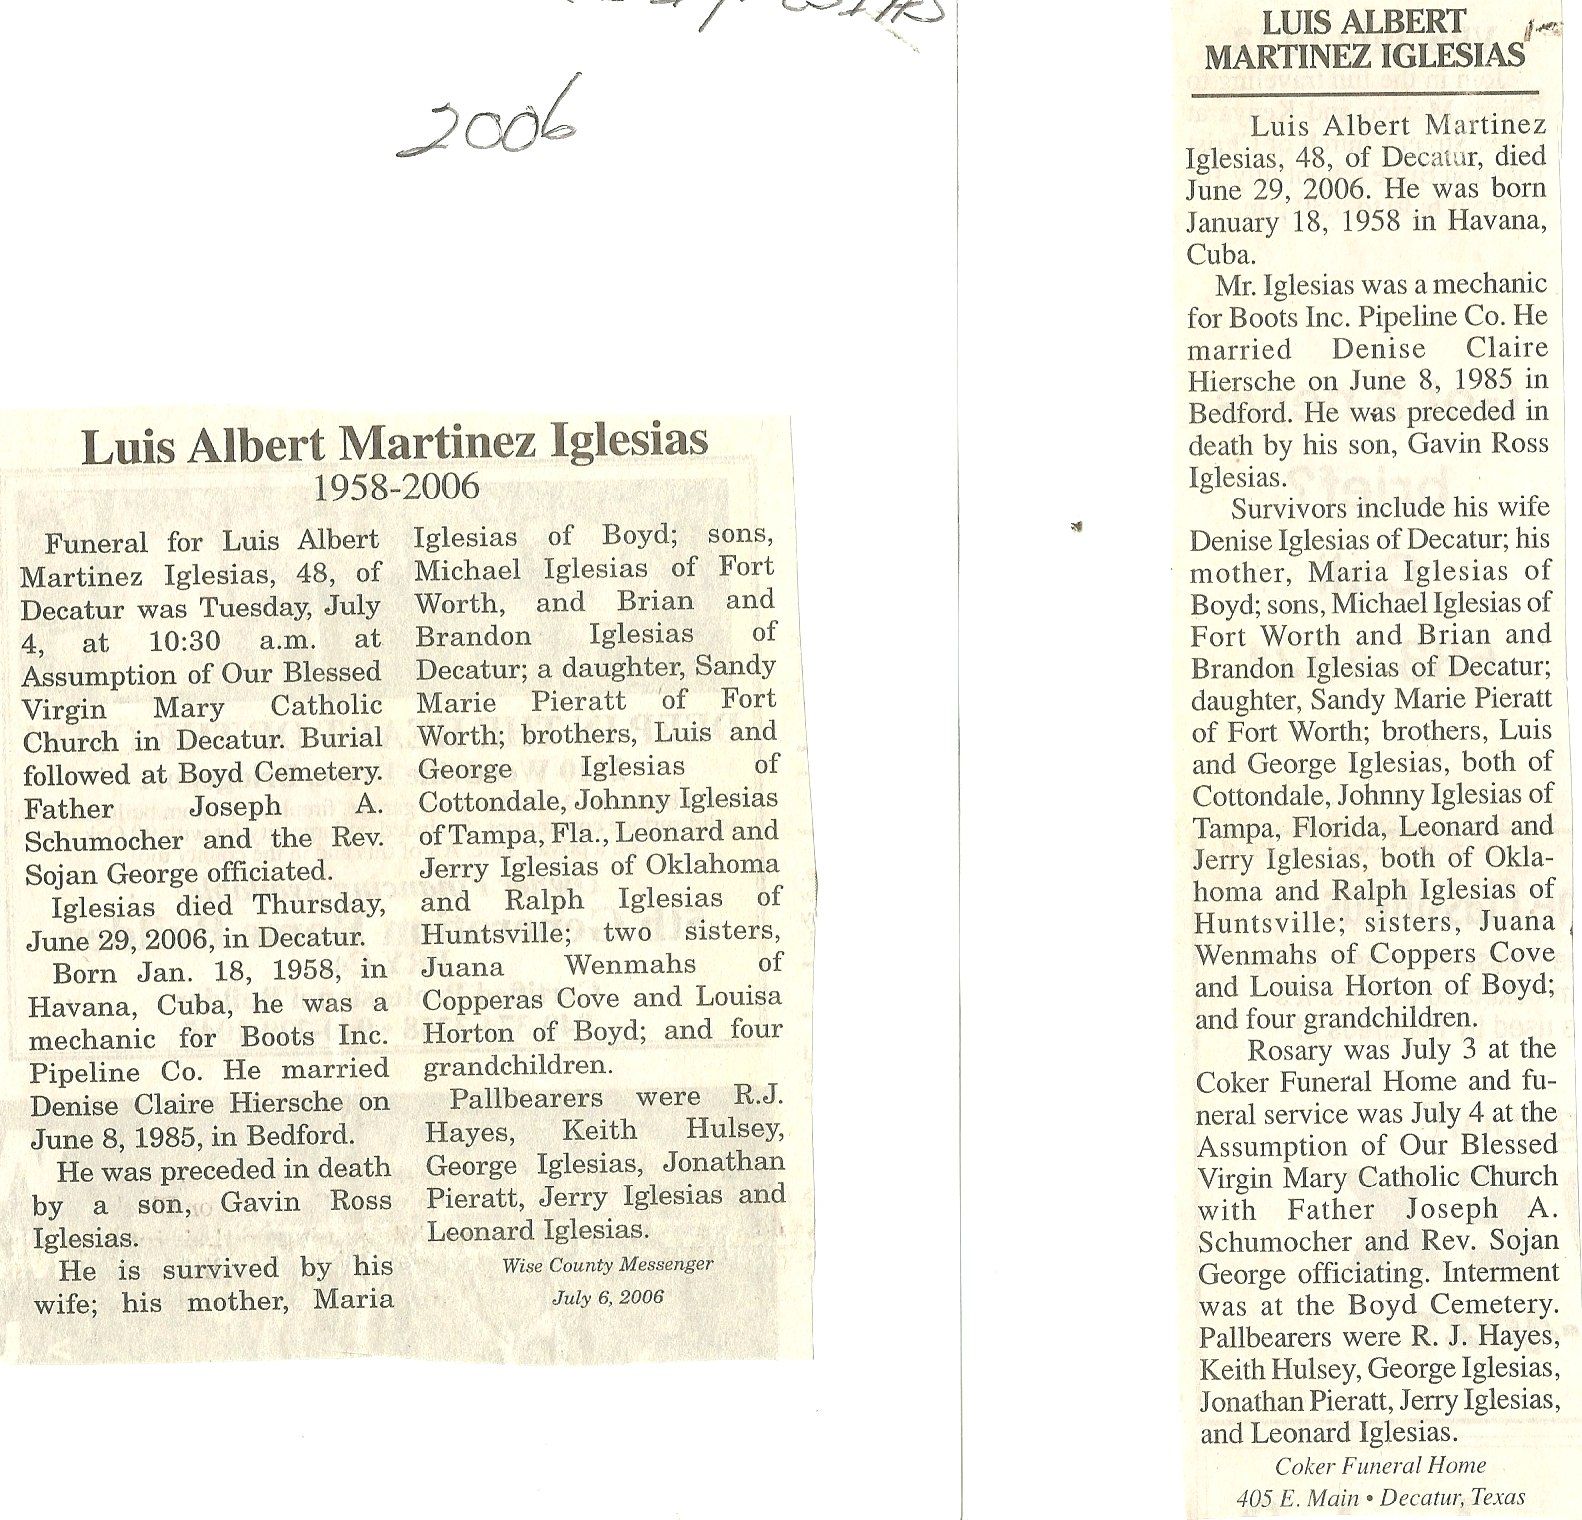 2006
Luis Albert Martinez Iglesias
1958-2006
Funeral for Luis Albert
Martinez Iglesias, 48, of
Decatur was Tuesday, July
4, at 10:30 a.m. at
Assumption of Our Blessed
Virgin Mary Catholic
Church in Decatur. Burial
followed at Boyd Cemetery.
Father Joseph A.
Schumocher and the Rev.
Sojan George officiated.
Iglesias died Thursday,
June 29, 2006, in Decatur.
Born Jan. 18, 1958, in
Havana, Cuba, he was a
mechanic for Boots Inc.
Pipeline Co. He married
Denise Claire Hiersche on
June 8, 1985, in Bedford.
He was preceded in death
by a son, Gavin Ross
Iglesias.
He is survived by his
wife; his mother, Maria
Iglesias of Boyd; sons,
Michael Iglesias of Fort
Worth, and Brian and
Brandon Iglesias of
Decatur; a daughter, Sandy
Marie Pieratt of Fort
Worth; brothers, Luis and
George Iglesias of
Cottondale, Johnny Iglesias
of Tampa, Fla., Leonard and
Jerry Iglesias of Oklahoma
and Ralph Iglesias of
Huntsville; two sisters,
Juana Wenmahs of
Copperas Cove and Louisa
Horton of Boyd; and four
grandchildren.
Pallbearers were R.J.
Hayes, Keith Hulsey,
George Iglesias, Jonathan
Pieratt, Jerry Iglesias and
Leonard Iglesias.
Wise County Messenger
July 6, 2006
LUIS ALBERT
MARTINEZ IGLESIAS
Luis Albert Martinez
Iglesias, 48, of Decatur, died
June 29, 2006. He was born
January 18, 1958 in Havana,
Cuba.
Mr. Iglesias was a mechanic
for Boots Inc. Pipeline Co. He
married Denise Claire
Hiersche on June 8, 1985 in
Bedford. He was preceded in
death by his son, Gavin Ross
Iglesias.
Survivors include his wife
Denise Iglesias of Decatur; his
mother, Maria Iglesias of
Boyd; sons, Michael Iglesias of
Fort Worth and Brian and
Brandon Iglesias of Decatur;
daughter, Sandy Marie Pieratt
of Fort Worth; brothers, Luis
and George Iglesias, both of
Cottondale, Johnny Iglesias of
Tampa, Florida, Leonard and
Jerry Iglesias, both of Okla-
homa and Ralph Iglesias of
Huntsville; sisters, Juana
Wenmahs of Coppers Cove
and Louisa Horton of Boyd;
and four grandchildren.
Rosary was July 3 at the
Coker Funeral Home and fu-
neral service was July 4 at the
Assumption of Our Blessed
Virgin Mary Catholic Church
with Father Joseph A.
Schumocher and Rev. Sojan
George officiating. Interment
was at the Boyd Cemetery.
Pallbearers were R. J. Hayes,
Keith Hulsey, George Iglesias,
Jonathan Pieratt, Jerry Iglesias,
and Leonard Iglesias.
Coker Funeral Home
405 E. Main • Decatur, Texas